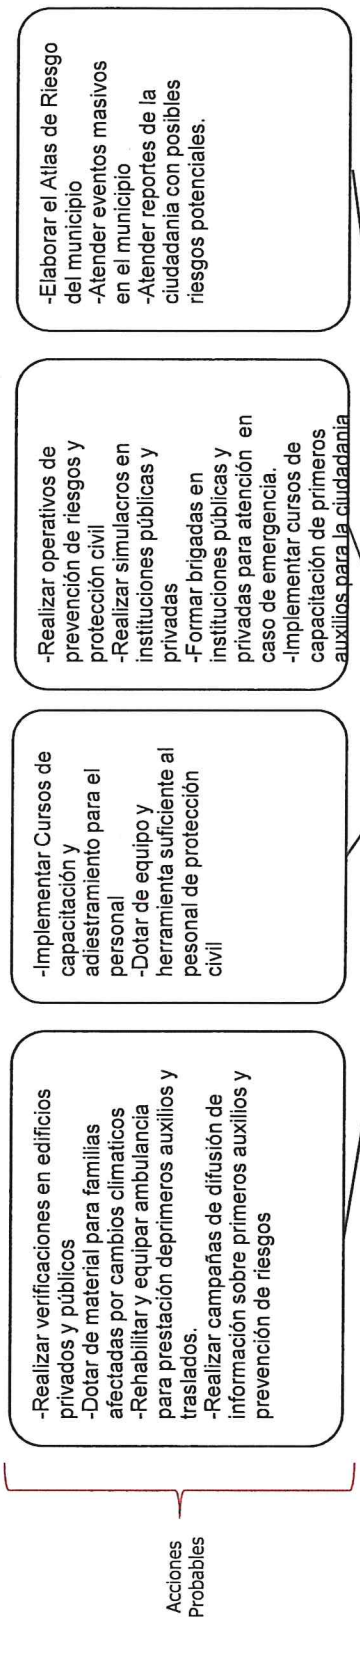 Acciones
Probables
-Realizar verificaciones en edificios
privados y públicos
-Dotar de material para familias
afectadas por cambios climaticos
-Rehabilitar y equipar ambulancia
para prestación deprimeros auxilios y
traslados.
-Realizar campañas de difusión de
información sobre primeros auxilios y
prevención de riesgos
-Implementar Cursos de
capacitación y
adiestramiento para el
personal
-Dotar de equipo y
herramienta suficiente al
pesonal de protección
civil
-Realizar operativos de
prevención de riesgos y
protección civil
-Realizar simulacros en
instituciones públicas y
privadas
-Formar brigadas en
instituciones públicas y
privadas para atención en
caso de emergencia.
-Implementar cursos de
capacitación de primeros
auxilios para la ciudadania
-Elaborar el Atlas de Riesgo
del municipio
-Atender eventos masivos
en el municipio
-Atender reportes de la
ciudadania con posibles
riesgos potenciales.